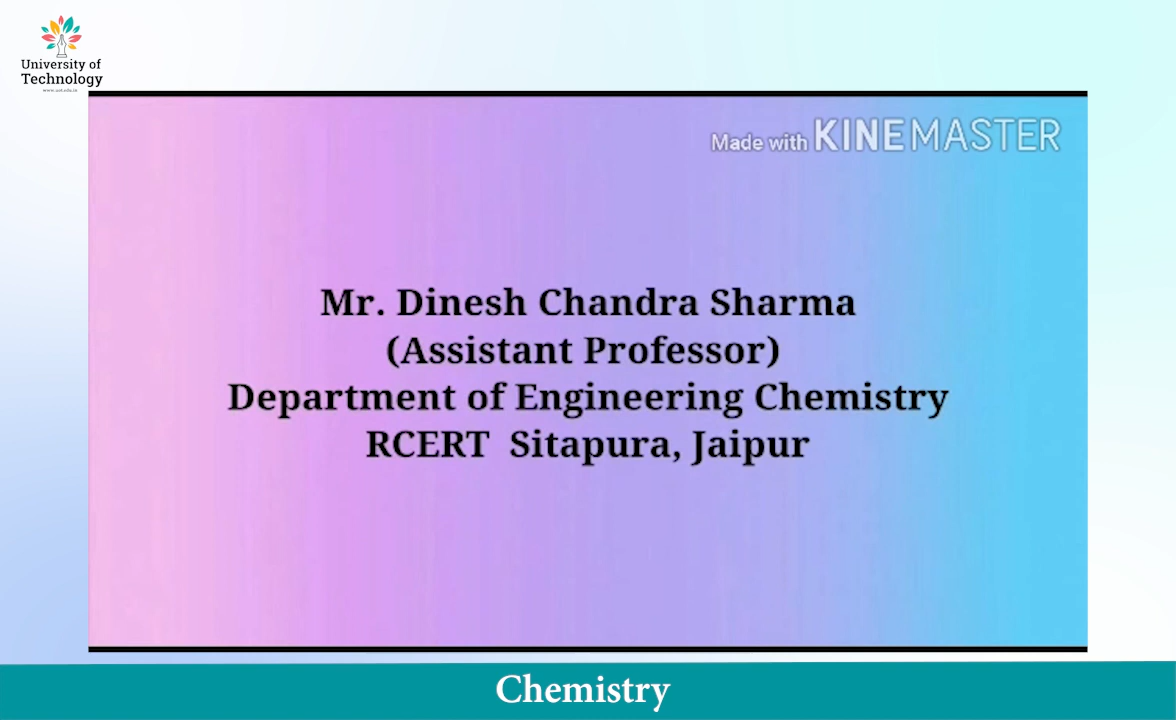 University of
Technology
Made with KINEMASTER
Mr. Dinesh Chandra Sharma
(Assistant Professor)
Department of Engineering Chemistry
RCERT Sitapura, Jaipur
Chemistry